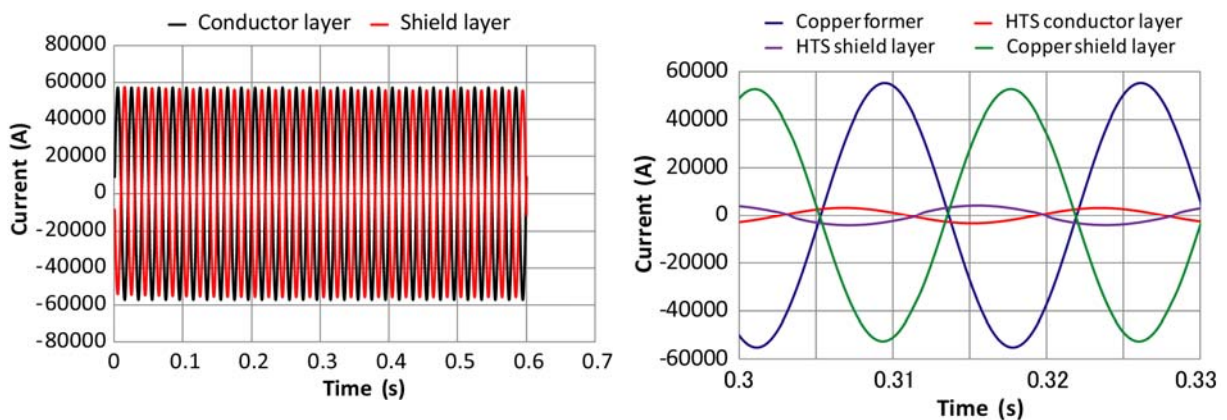 Conductor layer Shield layer
80000
60000
40000
20000
0
-20000
-40000
-60000
-80000
Current (A)
0 0.1 0.2 0.3 0.4 0.5 0.6 0.7
Time (s)
Copper former HTS conductor layer
HTS shield layer Copper shield layer
60000
40000
20000
0
-20000
-40000
-60000
Current (A)
0.3 0.31 0.32 0.33
Time (s)